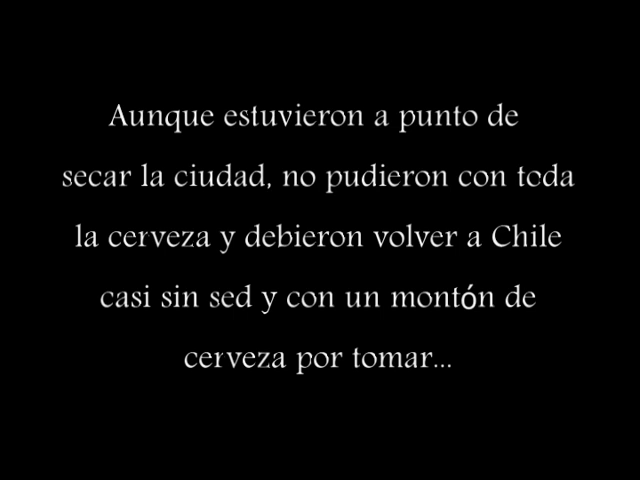 Aunque estuvieron a punto de
secar la ciudad, no pudieron con toda
la cerveza y debieron volver a Chile
casi sin sed y con un montón de
cerveza por tomar...